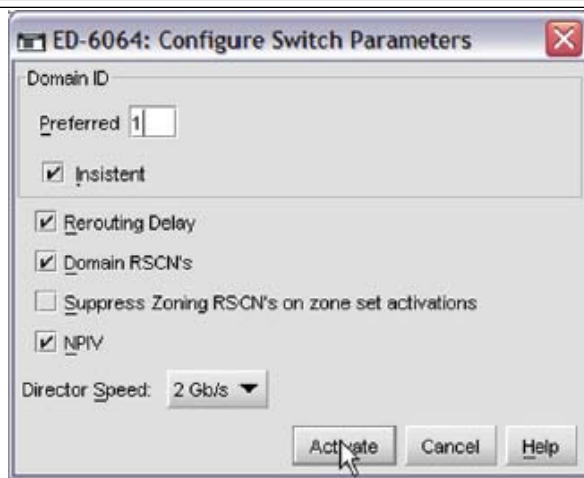 ED-6064: Configure Switch Parameters
Domain ID
Preferred 1
Insistent
Rerouting Delay
Domain RSCN's
Suppress Zoning RSCN's on zone set activations
NPIV
Director Speed: 2 Gb/s
Activate Cancel Help